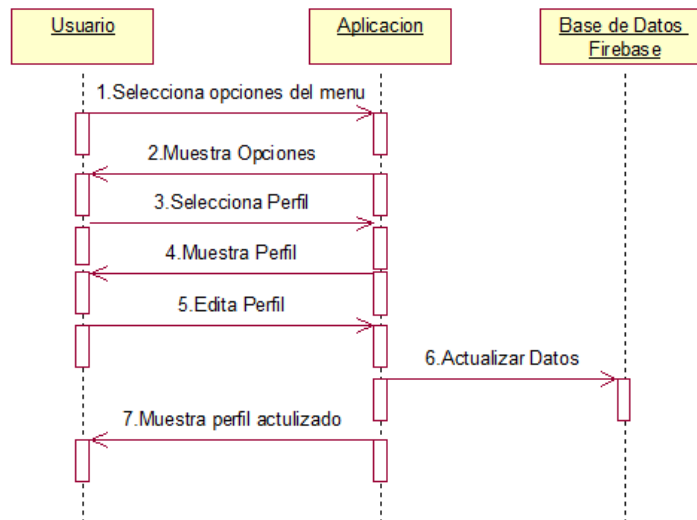 Usuario
Aplicacion
Base de Datos
Firebase
1.Selecciona opciones del menu
2.Muestra Opciones
3.Selecciona Perfil
4.Muestra Perfil
5.Edita Perfil
6.Actualizar Datos
7.Muestra perfil actulizado